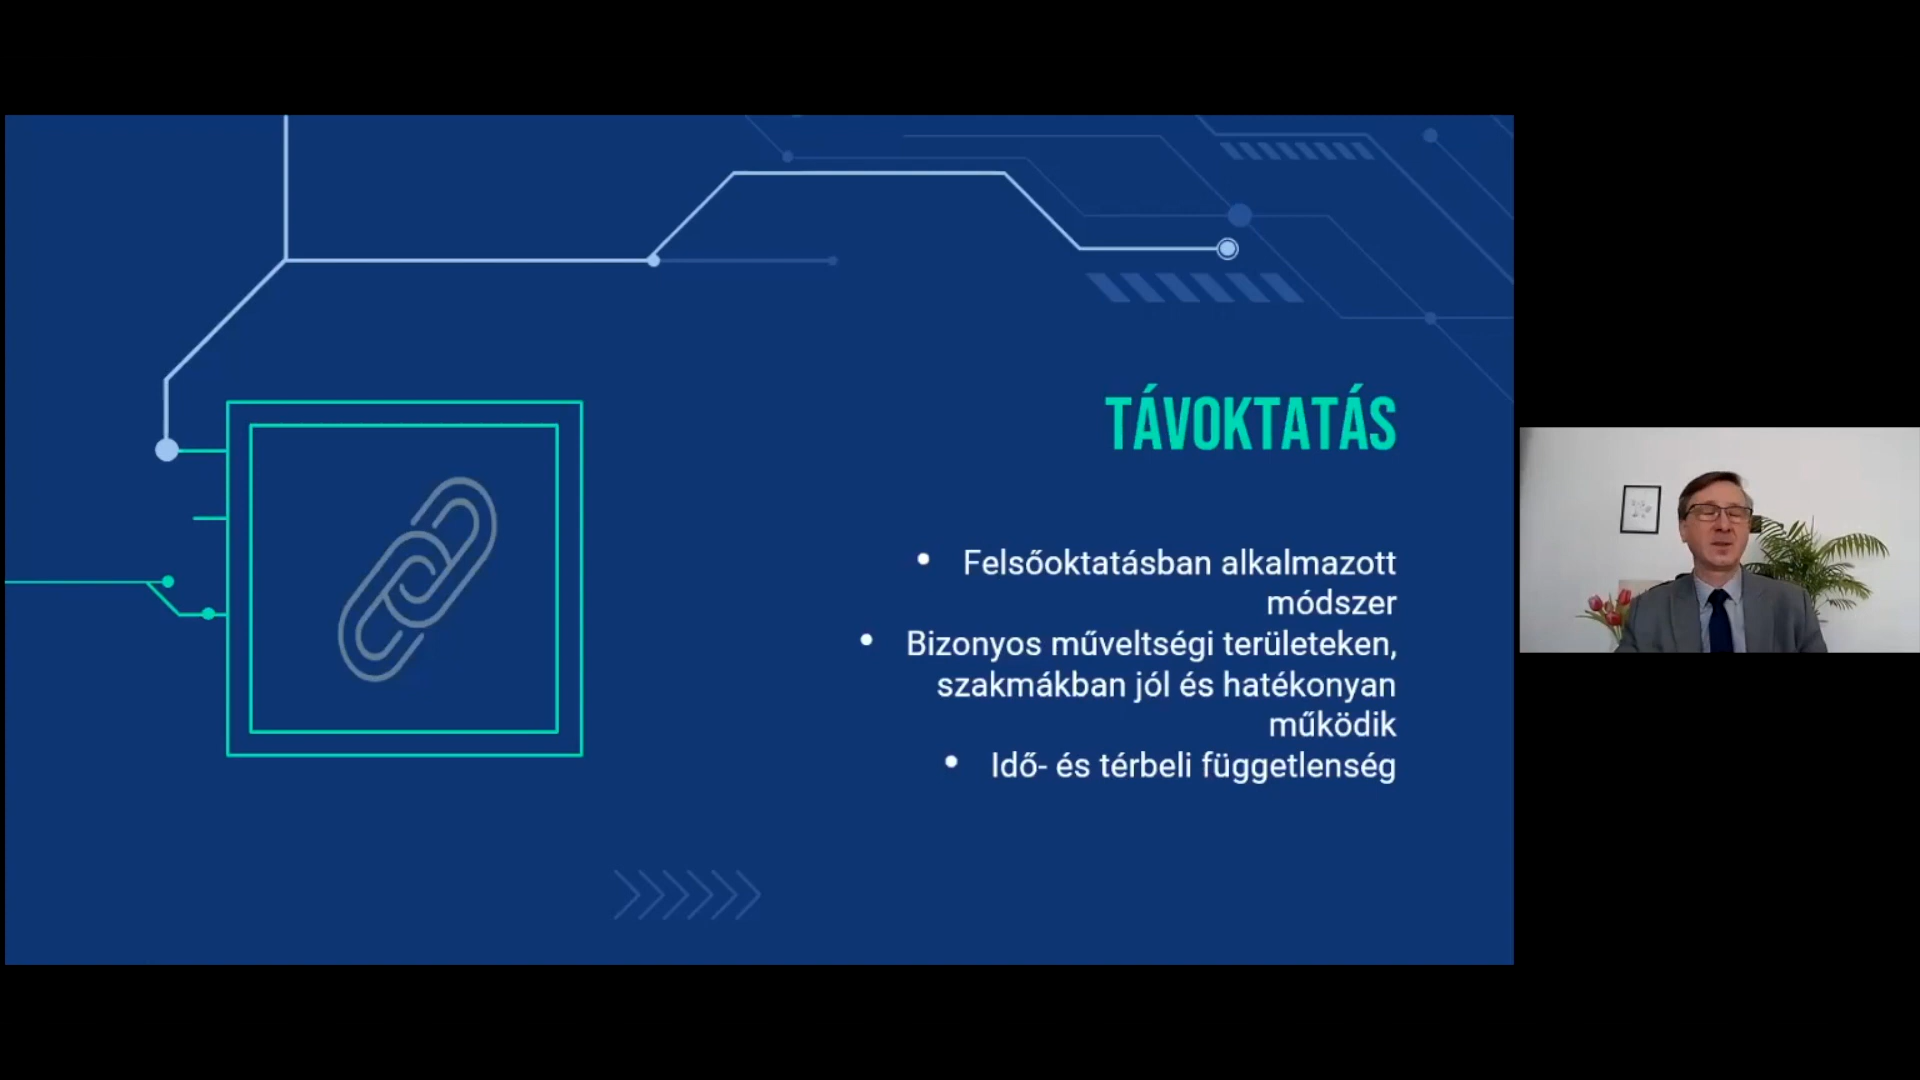 TÁVOKTATÁS
• Felsőoktatásban alkalmazott
módszer
• Bizonyos műveltségi területeken,
szakmákban jól és hatékonyan
működik
• Idő- és térbeli függetlenség